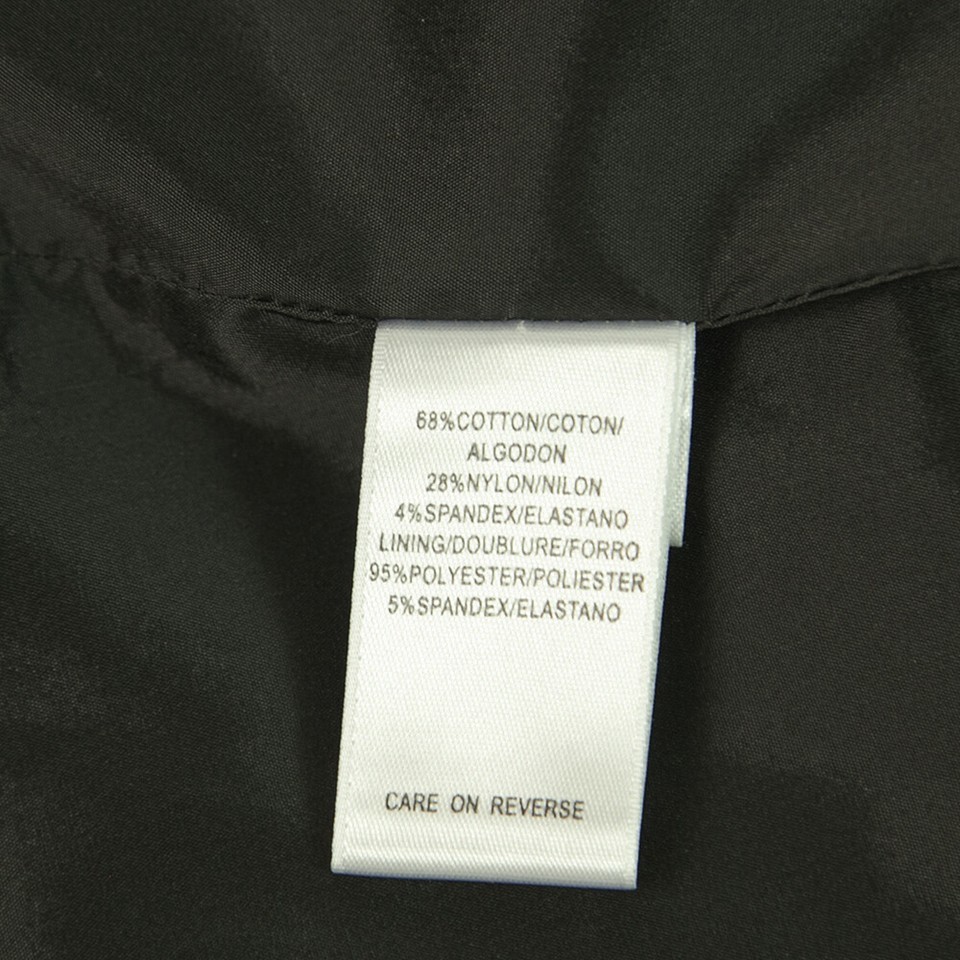 68%COTTON/COTON/
ALGODON
28%NYLON/NILON
4%SPANDEX/ELASTANO
LINING/DOUBLURE/FORRO
95%POLYESTER/POLIESTER
5%SPANDEX/ELASTANO
CARE ON REVERSE